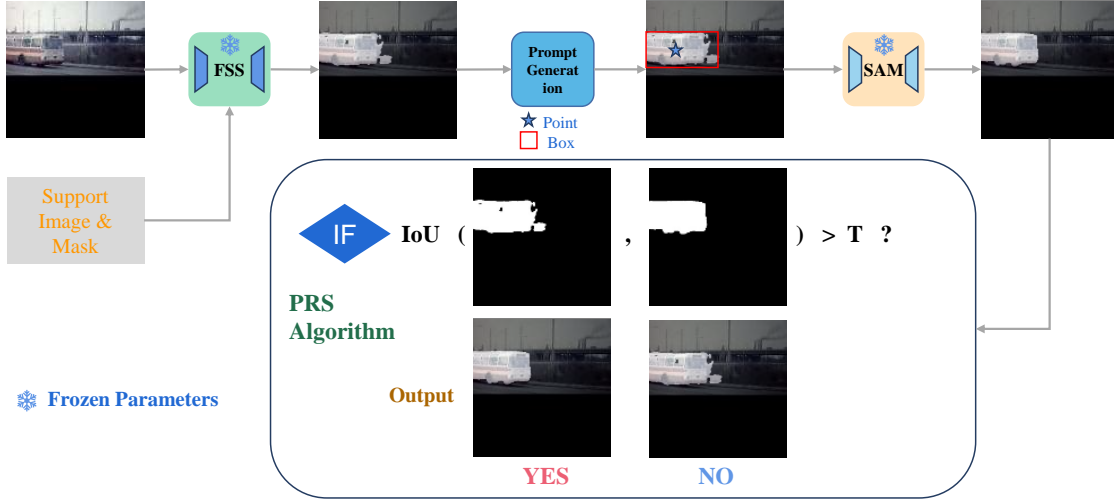 FSS
Prompt
Generat
ion
SAM
Point
Box
Support
Image &
Mask
IF IoU ( , ) > T ?
PRS
Algorithm
Output
Frozen Parameters
YES NO